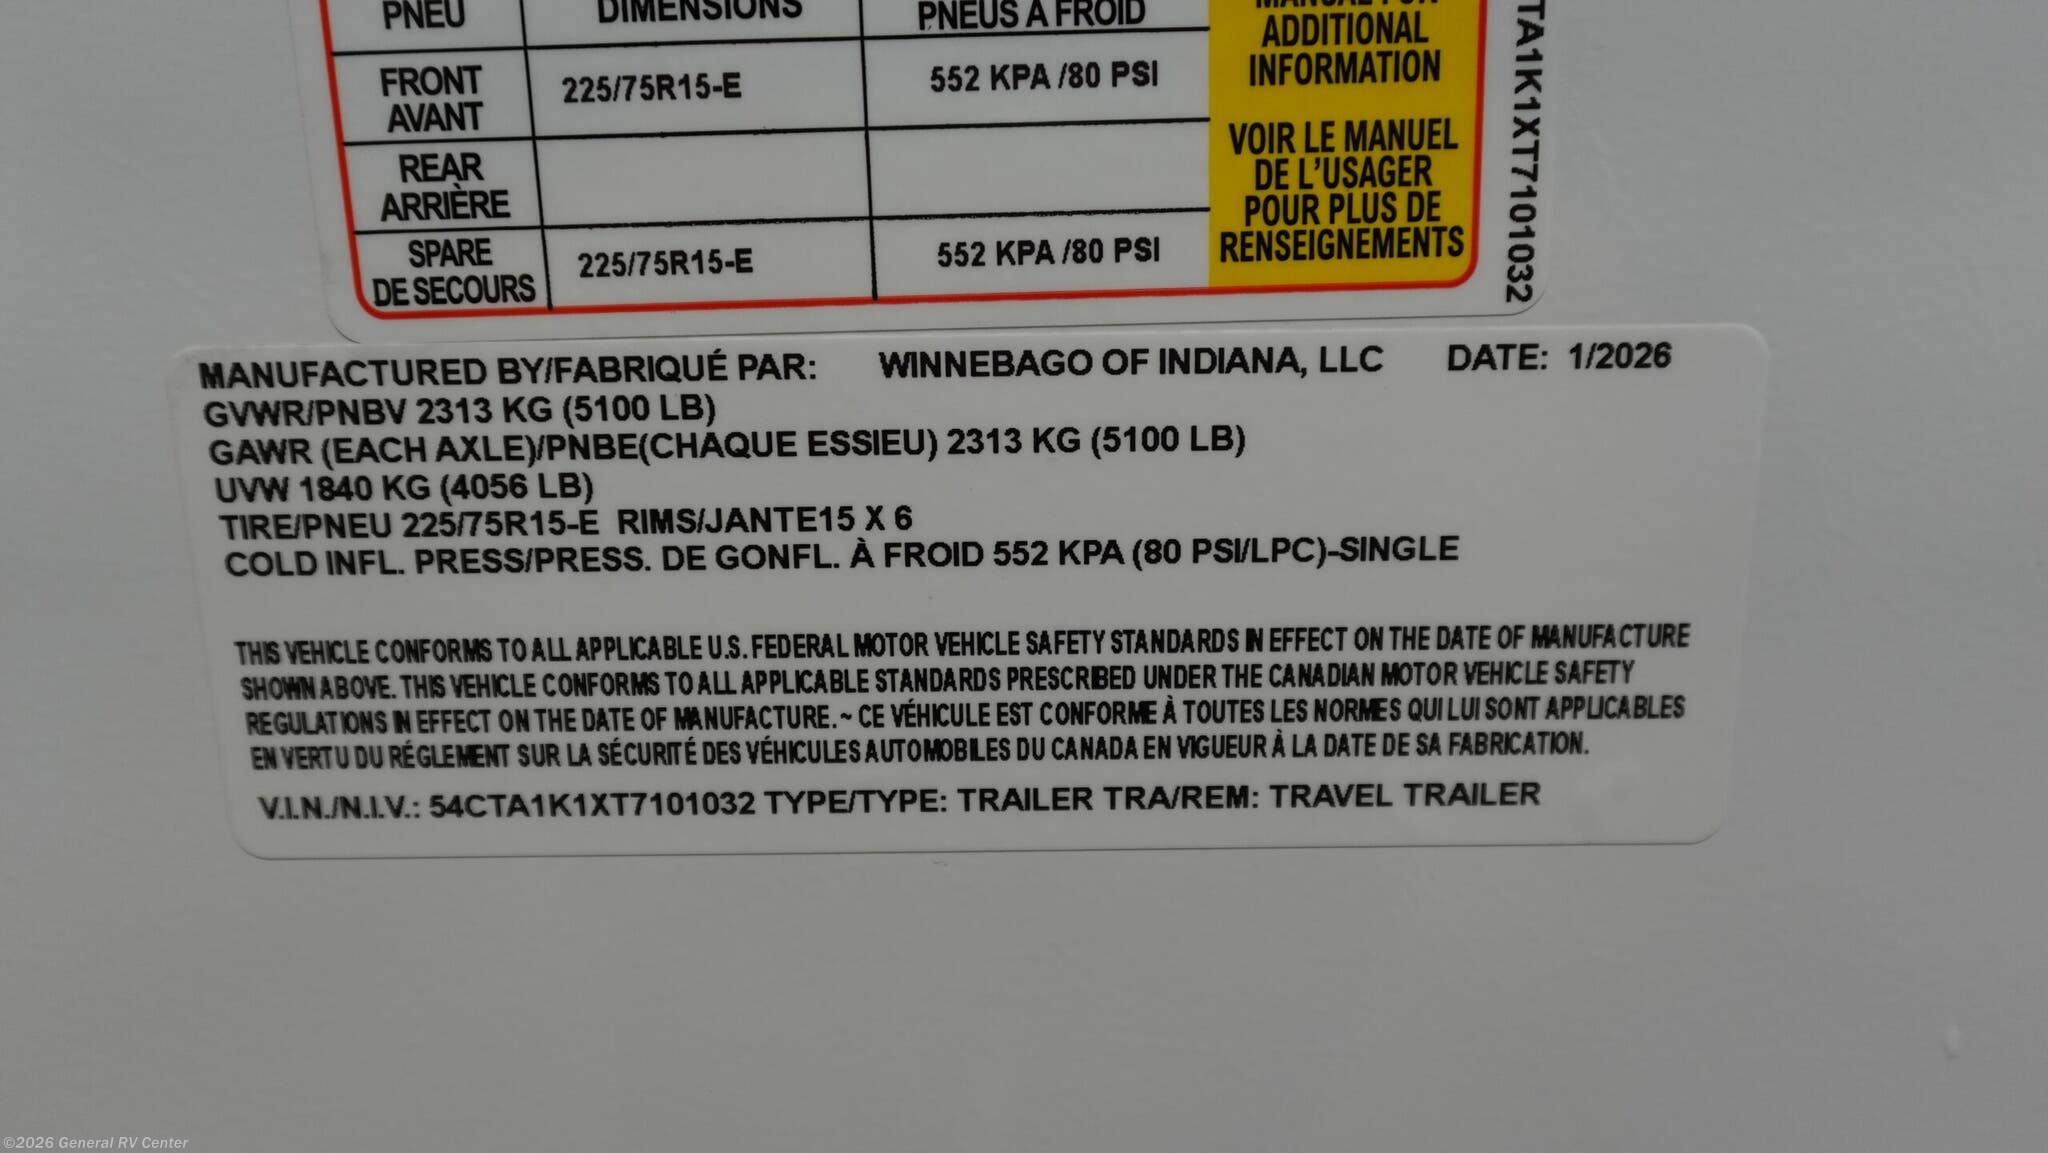 PNEU DIMENSIONS PNEUS À FROID
MANUAL FOR
ADDITIONAL
INFORMATION
FRONT
AVANT
225/75R15-E 552 KPA /80 PSI
REAR
ARRIÈRE
SPARE
DE SECOURS
225/75R15-E 552 KPA /80 PSI
VOIR LE MANUEL
DE L'USAGER
POUR PLUS DE
RENSEIGNEMENTS
TA1K1XT7101032
MANUFACTURED BY/FABRIQUÉ PAR: WINNEBAGO OF INDIANA, LLC DATE: 1/2026
GVWR/PNBV 2313 KG (5100 LB)
GAWR (EACH AXLE)/PNBE(CHAQUE ESSIEU) 2313 KG (5100 LB)
UVW 1840 KG (4056 LB)
TIRE/PNEU 225/75R15-E RIMS/JANTE15 X 6
COLD INFL. PRESS/PRESS. DE GONFL. À FROID 552 KPA (80 PSI/LPC)-SINGLE
THIS VEHICLE CONFORMS TO ALL APPLICABLE U.S. FEDERAL MOTOR VEHICLE SAFETY STANDARDS IN EFFECT ON THE DATE OF MANUFACTURE
SHOWN ABOVE. THIS VEHICLE CONFORMS TO ALL APPLICABLE STANDARDS PRESCRIBED UNDER THE CANADIAN MOTOR VEHICLE SAFETY
REGULATIONS IN EFFECT ON THE DATE OF MANUFACTURE. ~ CE VÉHICULE EST CONFORME À TOUTES LES NORMES QUI LUI SONT APPLICABLES
EN VERTU DU RÉGLEMENT SUR LA SÉCURITÉ DES VÉHICULES AUTOMOBILES DU CANADA EN VIGUEUR À LA DATE DE SA FABRICATION.
V.I.N./N.I.V.: 54CTA1K1XT7101032 TYPE/TYPE: TRAILER TRA/REM: TRAVEL TRAILER
©2026 General RV Center